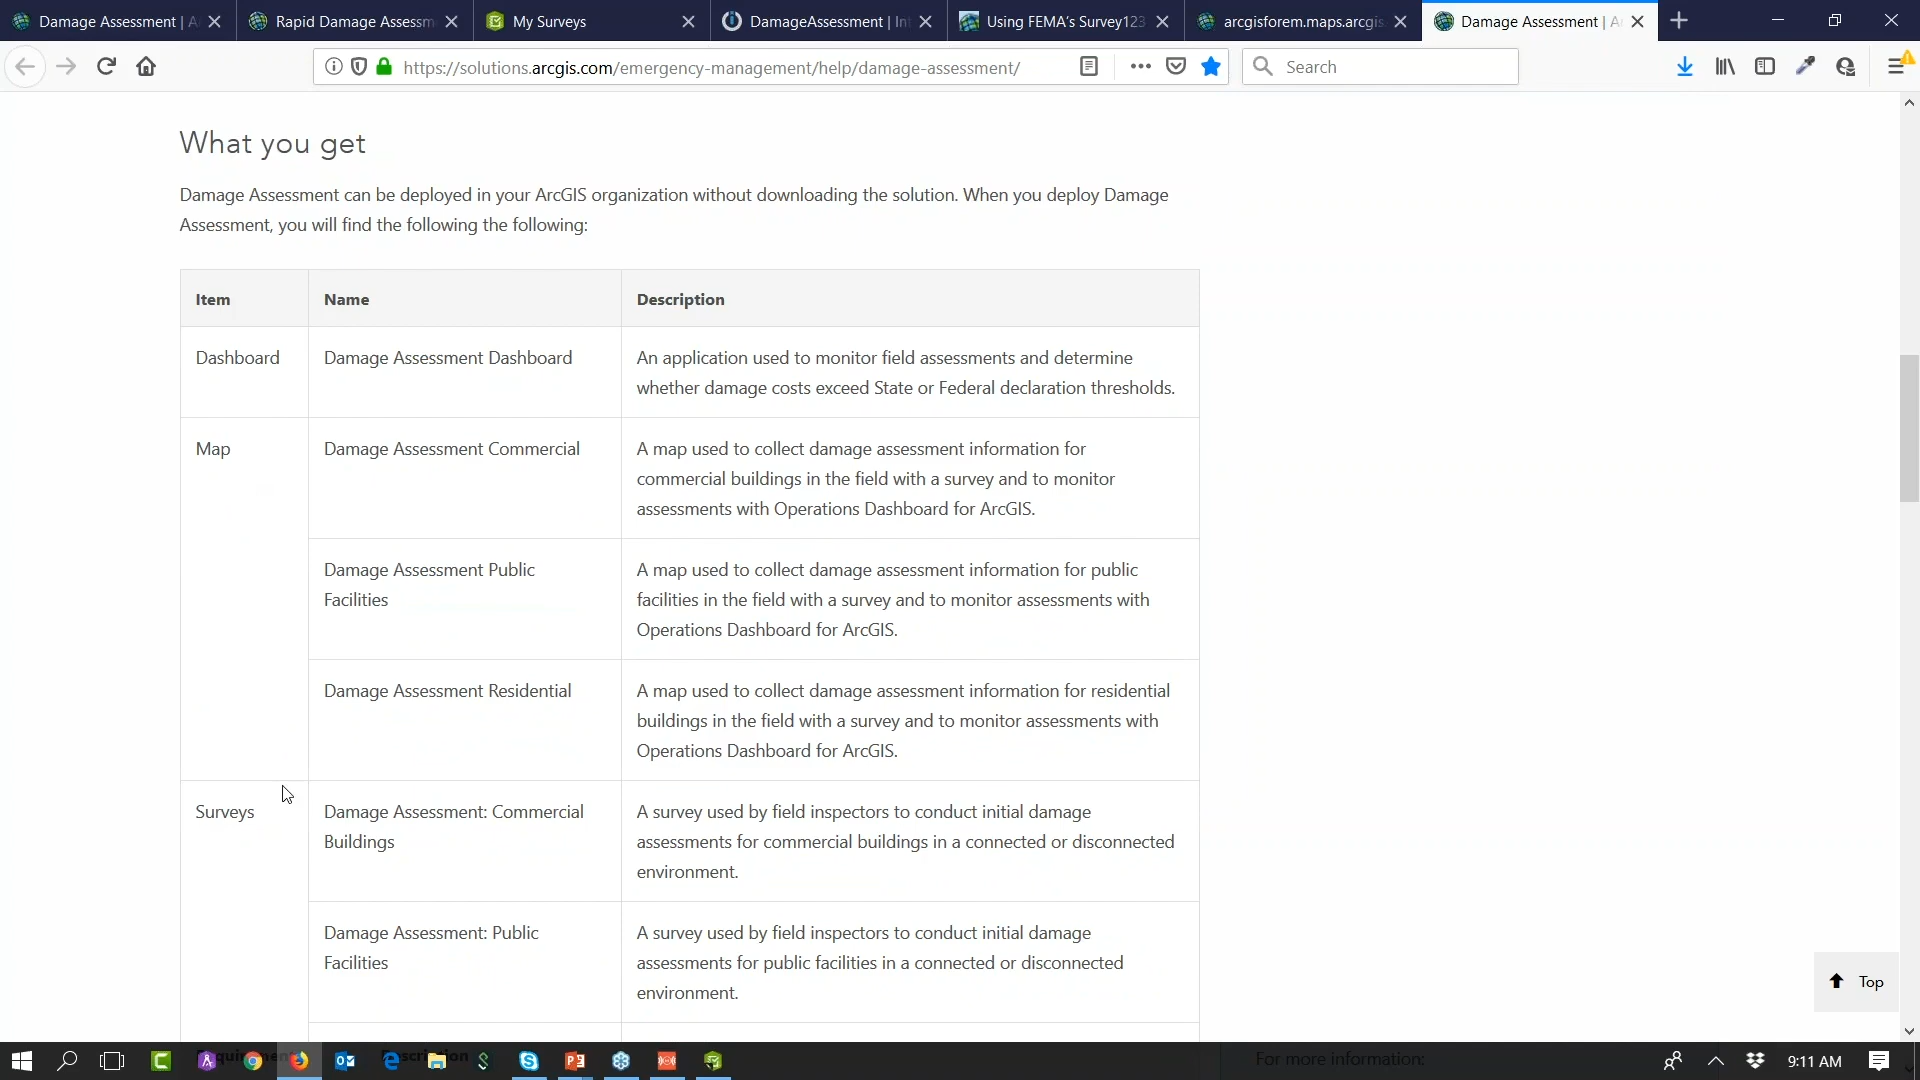 Damage Assessment | A
Rapid Damage Assessm
My Surveys
DamageAssessment | In
Using FEMA's Survey123
arcgisforem.maps.arcgis
Damage Assessment | A
https://solutions.arcgis.com/emergency-management/help/damage-assessment/
Search
What you get
Damage Assessment can be deployed in your ArcGIS organization without downloading the solution. When you deploy Damage
Assessment, you will find the following the following:
Item
Name
Description
Dashboard
Damage Assessment Dashboard
An application used to monitor field assessments and determine
whether damage costs exceed State or Federal declaration thresholds.
Map
Damage Assessment Commercial
A map used to collect damage assessment information for
commercial buildings in the field with a survey and to monitor
assessments with Operations Dashboard for ArcGIS.
Damage Assessment Public
Facilities
A map used to collect damage assessment information for public
facilities in the field with a survey and to monitor assessments with
Operations Dashboard for ArcGIS.
Damage Assessment Residential
A map used to collect damage assessment information for residential
buildings in the field with a survey and to monitor assessments with
Operations Dashboard for ArcGIS.
Surveys
Damage Assessment: Commercial
Buildings
A survey used by field inspectors to conduct initial damage
assessments for commercial buildings in a connected or disconnected
environment.
Damage Assessment: Public
Facilities
A survey used by field inspectors to conduct initial damage
assessments for public facilities in a connected or disconnected
environment.
Top
Description
For more information:
9:11 AM